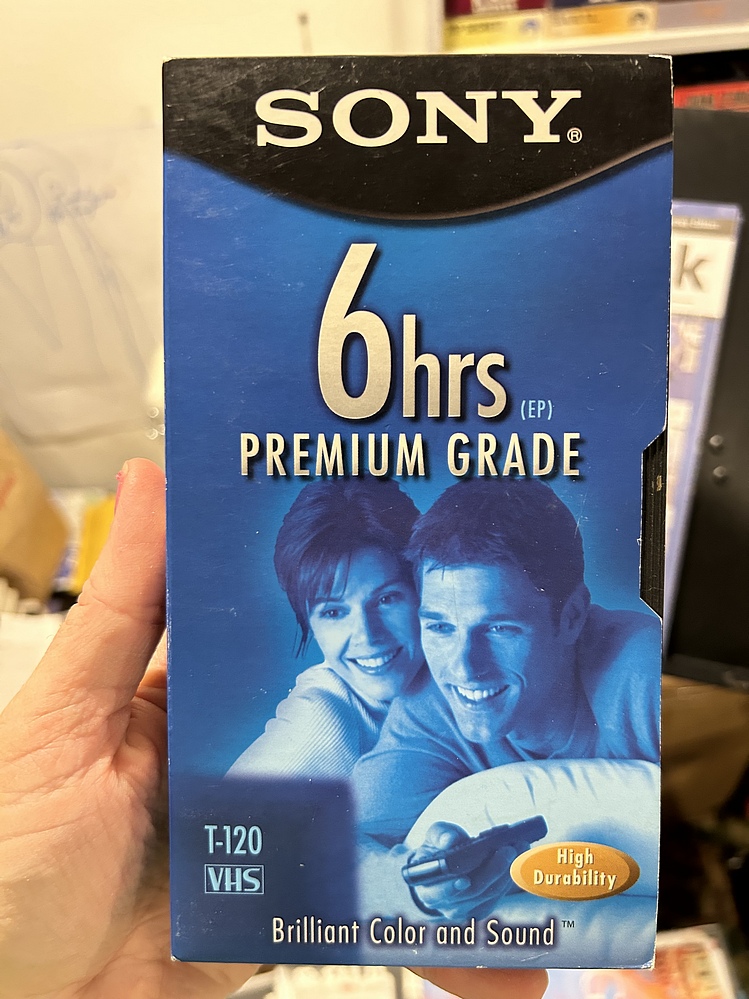 SONY®
6hrs (EP)
PREMIUM GRADE
T-120
VHS
High
Durability
Brilliant Color and Sound™
k